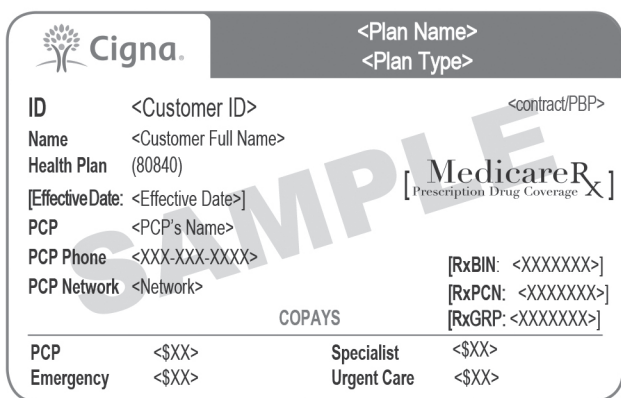 Cigna.
<Plan Name>
<Plan Type>
ID <Customer ID> <contract/PBP>
Name <Customer Full Name>
Health Plan (80840)
[Effective Date: <Effective Date>]
[MedicareRx
Prescription Drug Coverage]
PCP <PCP's Name>
PCP Phone <XXX-XXX-XXXX>
PCP Network <Network>
[RxBIN: <XXXXXXX>]
[RxPCN: <XXXXXXX>]
[RxGRP: <XXXXXXX>]
SAMPLE
COPAYS
PCP <$XX> Specialist <$XX>
Emergency <$XX> Urgent Care <$XX>